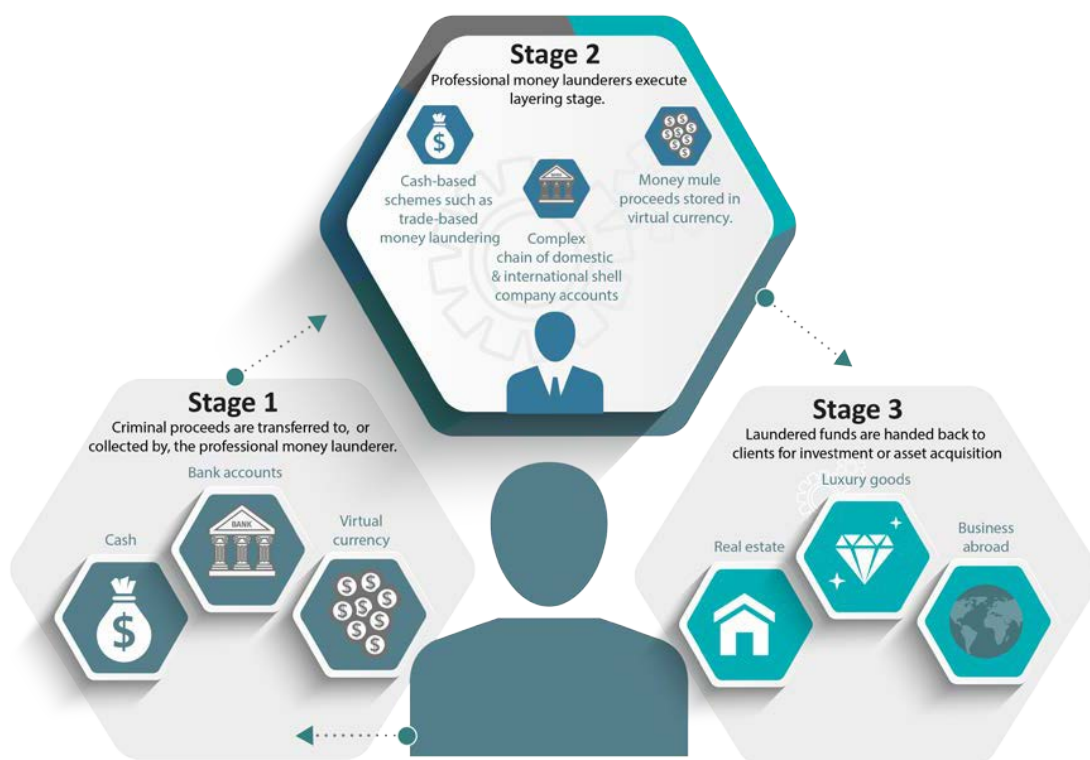 Stage 2
Professional money launderers execute
layering stage.
Cash-based
schemes such as
trade-based
money laundering
BANK
Complex
chain of domestic
& international shell
company accounts
Money mule
proceeds stored in
virtual currency.
Stage 1
Criminal proceeds are transferred to, or
collected by, the professional money launderer.
Cash
Bank accounts
BANK
Virtual
currency
Stage 3
Laundered funds are handed back to
clients for investment or asset acquisition
Real estate
Luxury goods
Business
abroad